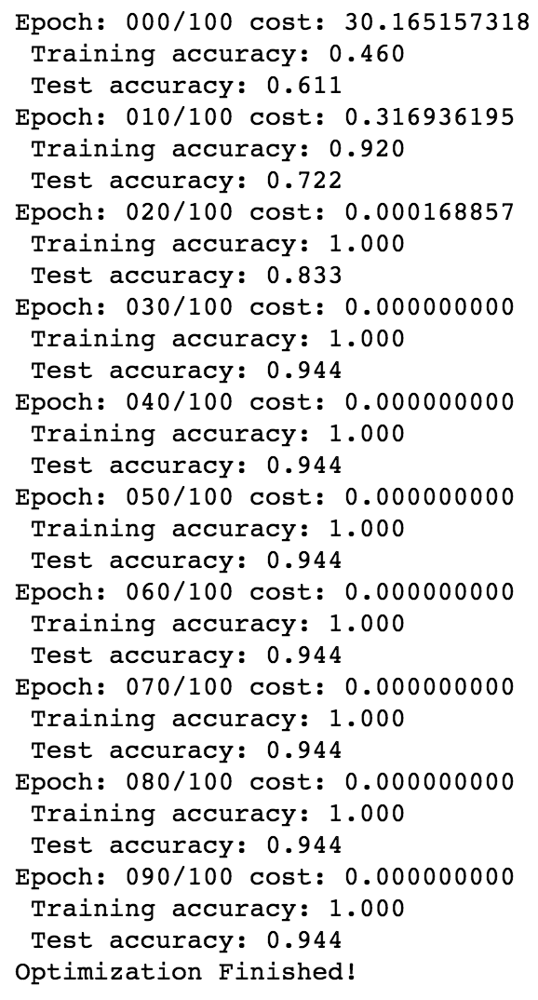 Epoch: 000/100 cost: 30.165157318
Training accuracy: 0.460
Test accuracy: 0.611
Epoch: 010/100 cost: 0.316936195
Training accuracy: 0.920
Test accuracy: 0.722
Epoch: 020/100 cost: 0.000168857
Training accuracy: 1.000
Test accuracy: 0.833
Epoch: 030/100 cost: 0.000000000
Training accuracy: 1.000
Test accuracy: 0.944
Epoch: 040/100 cost: 0.000000000
Training accuracy: 1.000
Test accuracy: 0.944
Epoch: 050/100 cost: 0.000000000
Training accuracy: 1.000
Test accuracy: 0.944
Epoch: 060/100 cost: 0.000000000
Training accuracy: 1.000
Test accuracy: 0.944
Epoch: 070/100 cost: 0.000000000
Training accuracy: 1.000
Test accuracy: 0.944
Epoch: 080/100 cost: 0.000000000
Training accuracy: 1.000
Test accuracy: 0.944
Epoch: 090/100 cost: 0.000000000
Training accuracy: 1.000
Test accuracy: 0.944
Optimization Finished!